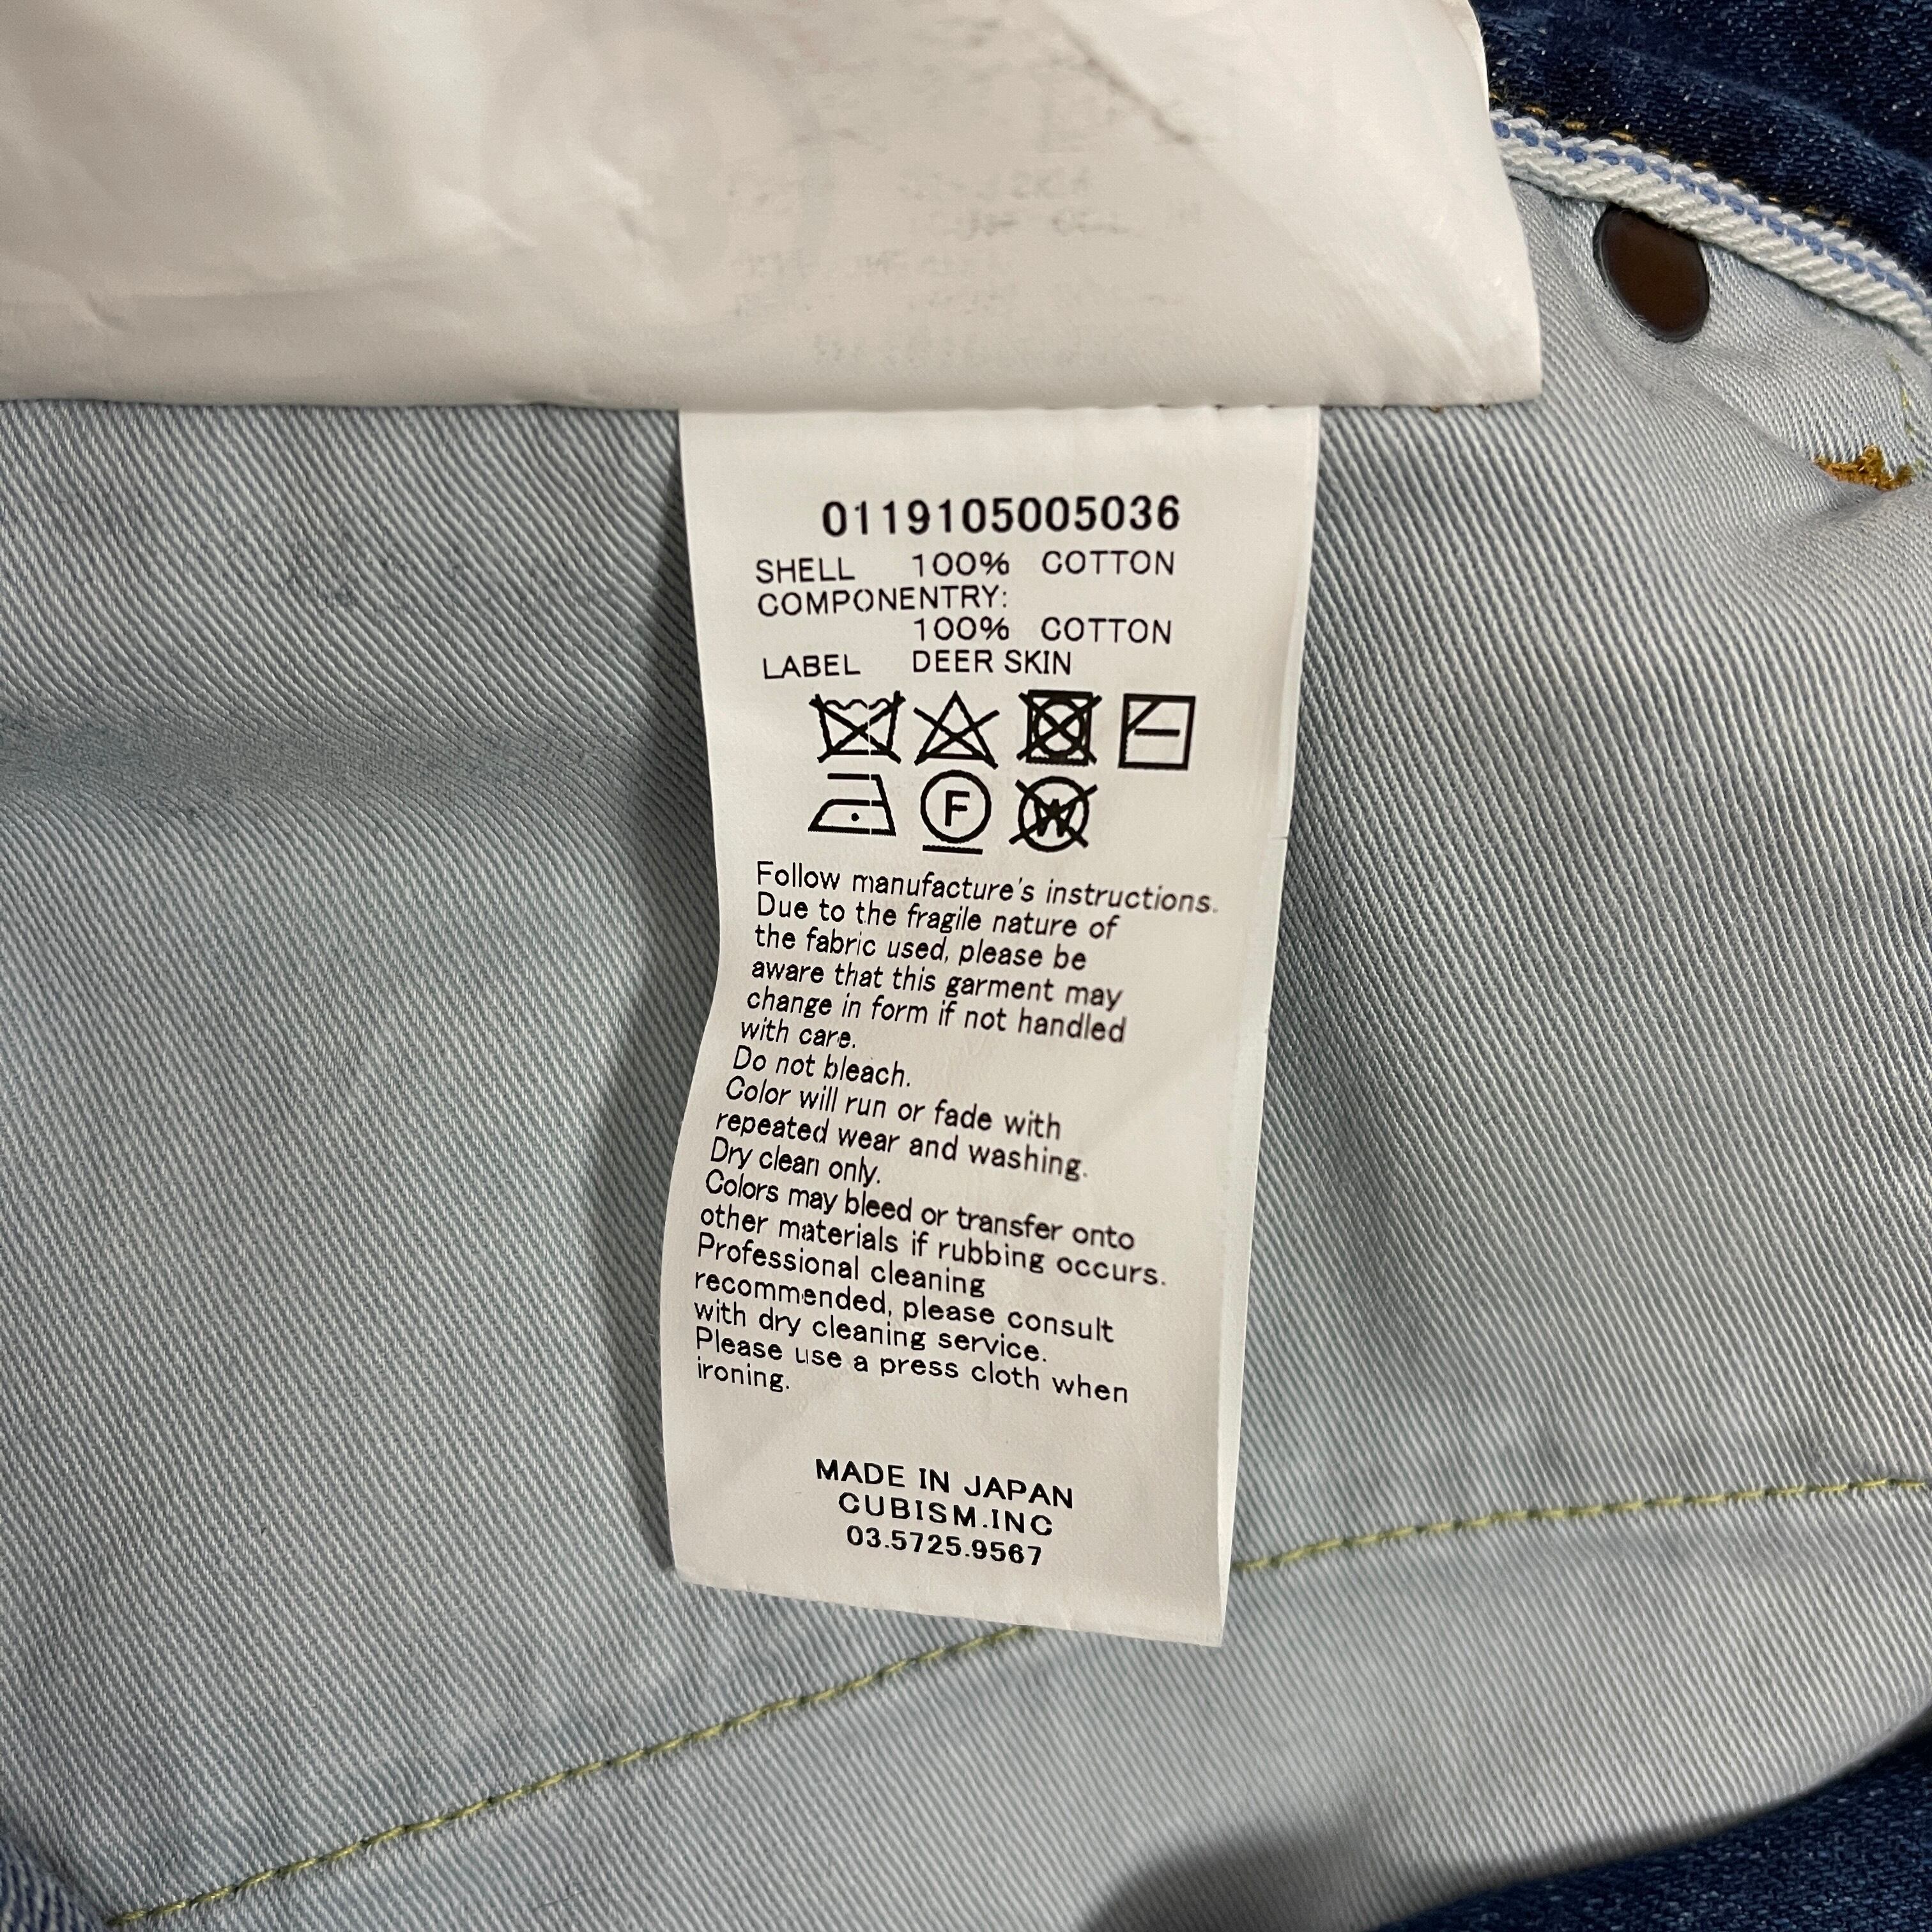 0119105005036
SHELL 100% COTTON
COMPONENTRY:
100% COTTON
LABEL DEER SKIN
F
W
Follow manufacture's instructions.
Due to the fragile nature of
the fabric used, please be
aware that this garment may
change in form if not handled
with care.
Do not bleach.
Color will run or fade with
repeated wear and washing.
Dry clean only.
Colors may bleed or transfer onto
other materials if rubbing occurs.
Professional cleaning
recommended, please consult
with dry cleaning service.
Please use a press cloth when
ironing.
MADE IN JAPAN
CUBISM.INC
03.5725.9567